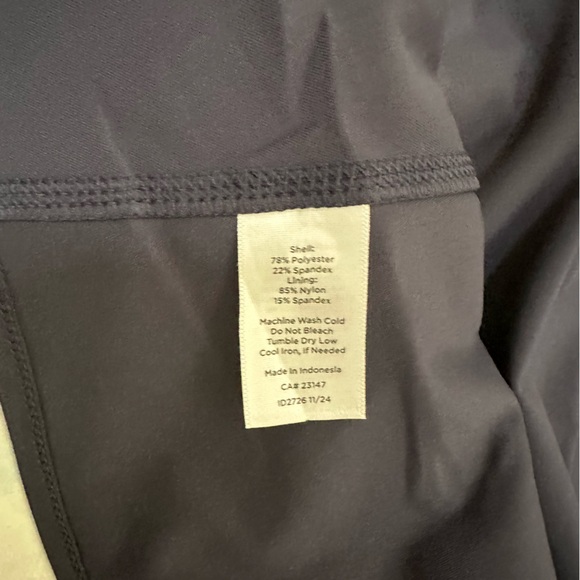 Shell:
78% Polyester
22% Spandex
Lining:
85% Nylon
15% Spandex
Machine Wash Cold
Do Not Bleach
Tumble Dry Low
Cool Iron, If Needed
Made in Indonesia
CA# 23147
ID2726 11/24